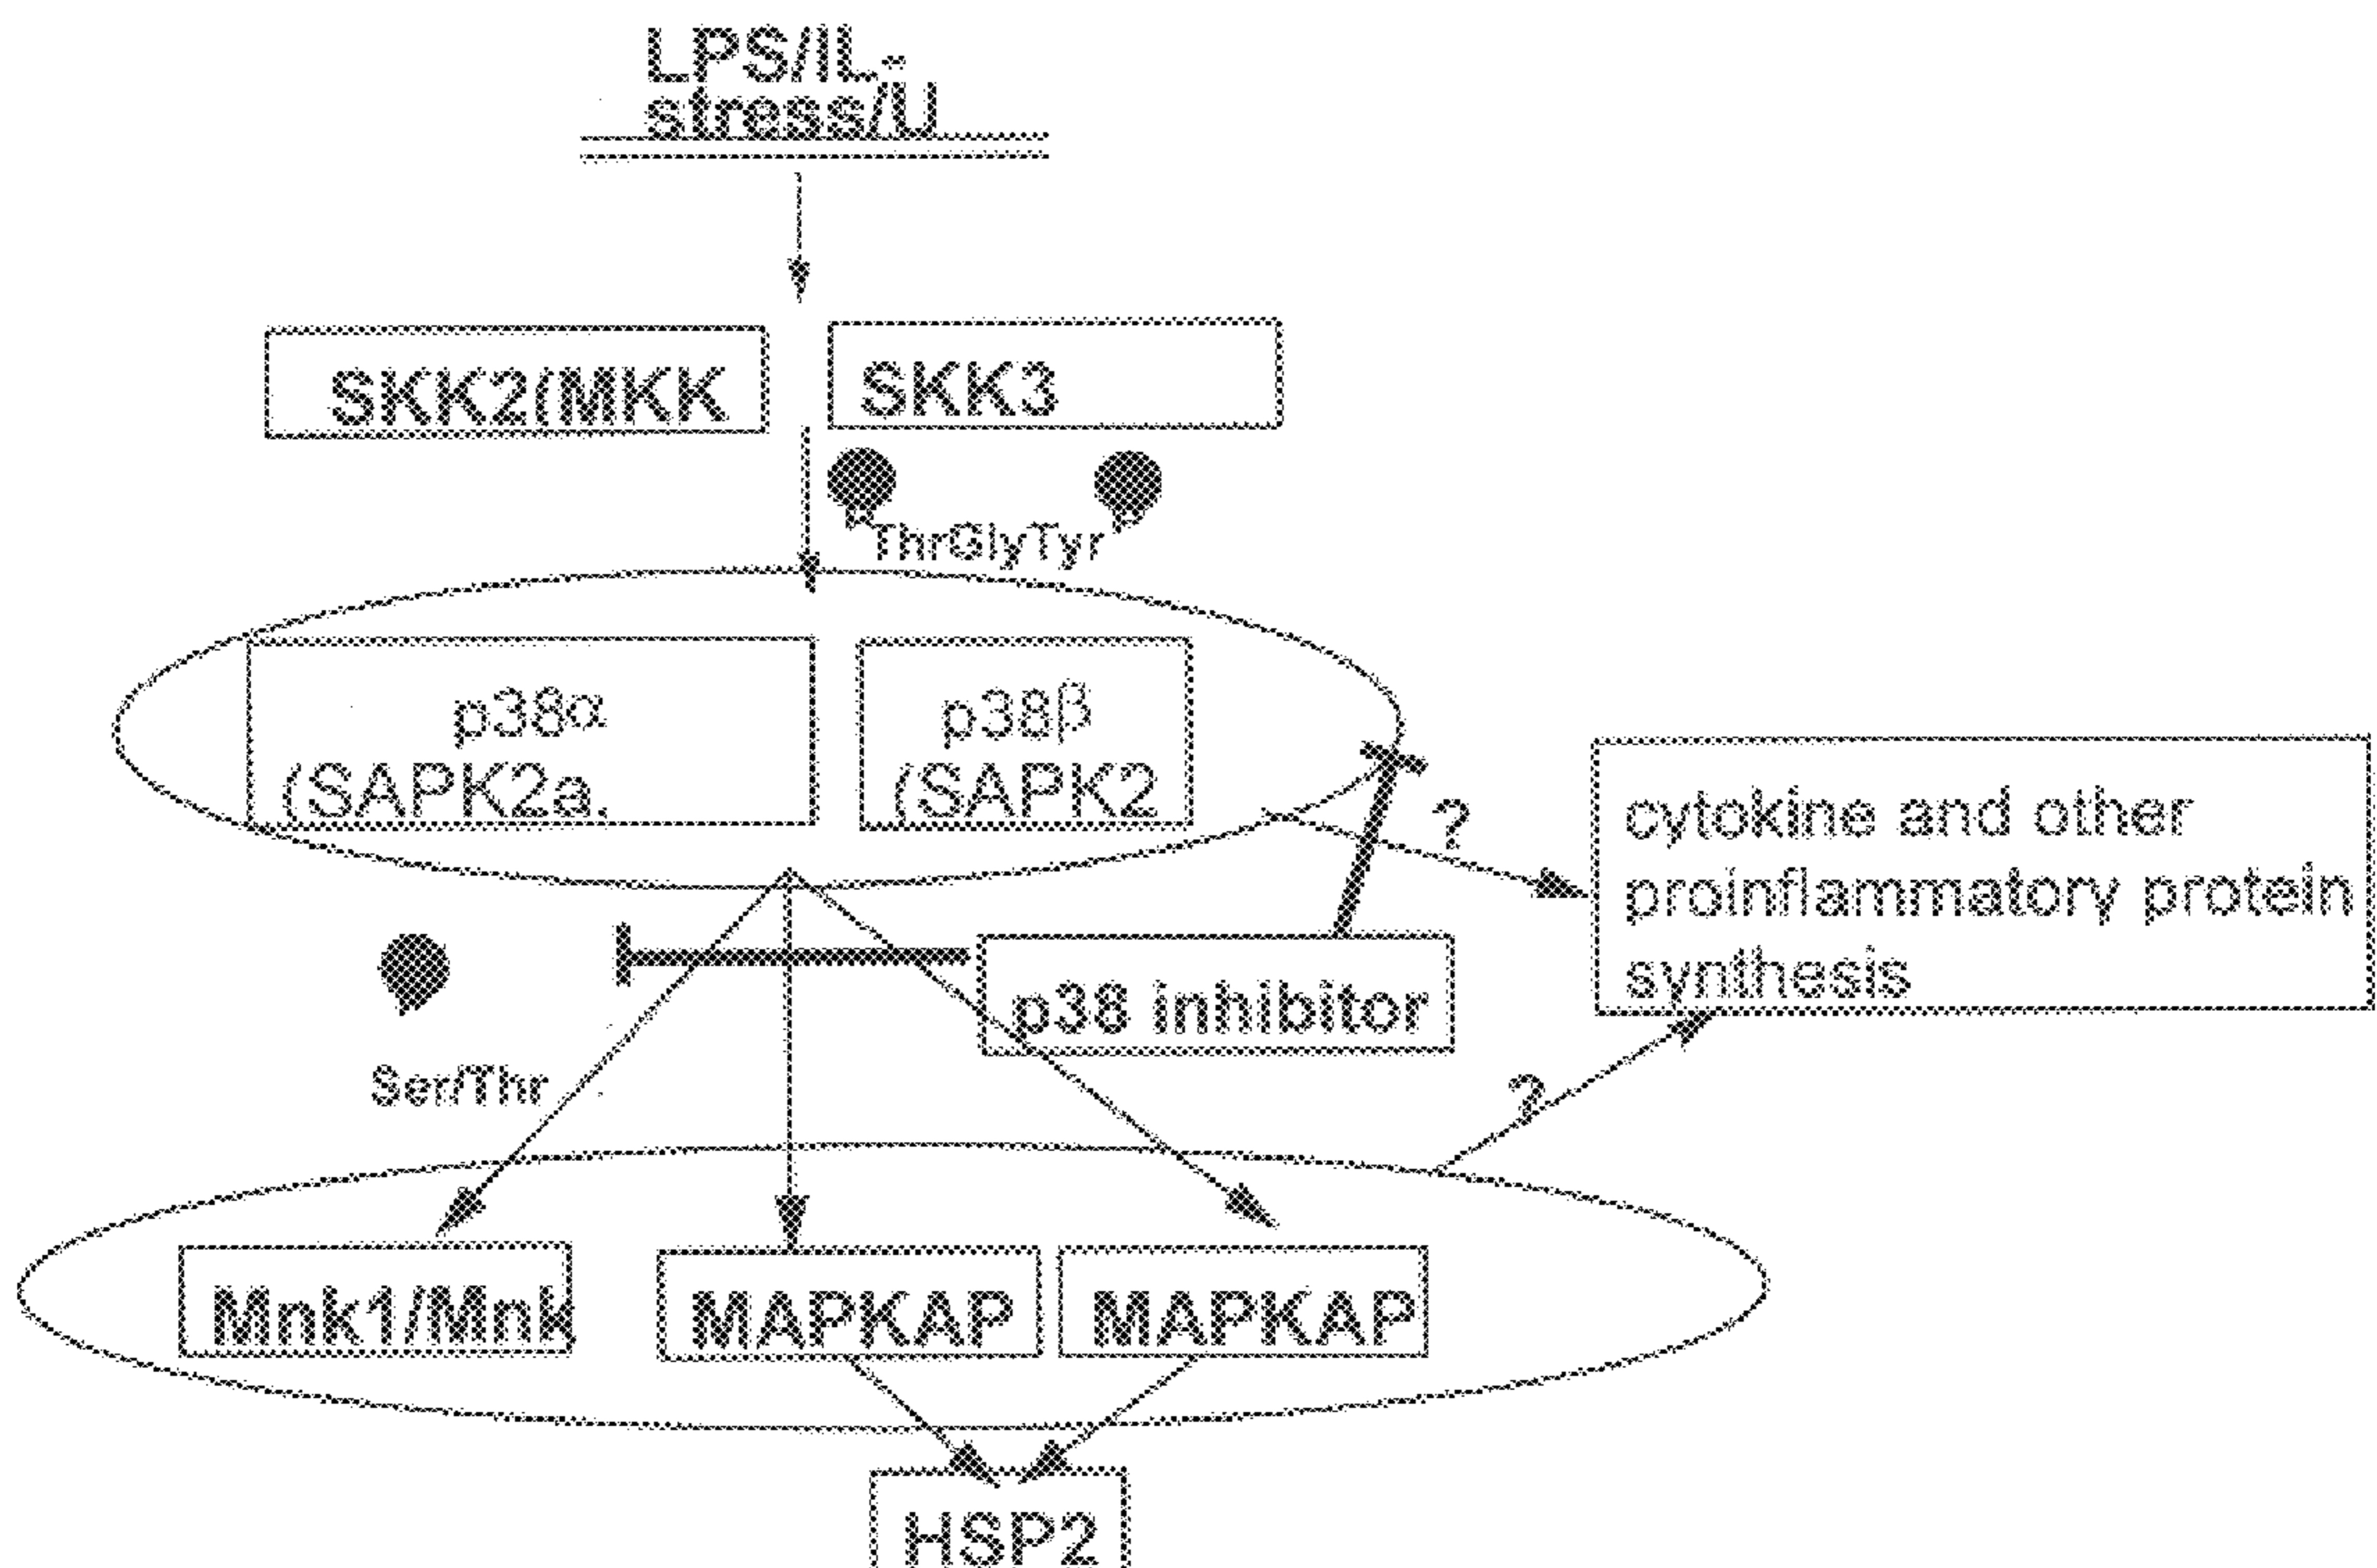 LPS/IL-
stress/U
SKK2(MKK
SKK3
ThrGlyTyr
p38α
(SAPK2a,
p38β
(SAPK2
?
cytokine and other
proinflammatory protein
synthesis
p38 inhibitor
Ser/Thr
?
Mnk1/Mnk
MAPKAP
MAPKAP
HSP2